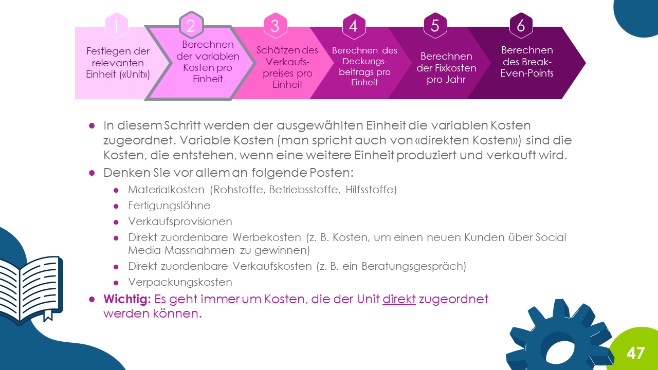 1
2
3
4
5
6
Festlegen der
relevanten
Einheit («Unit»)
Berechnen
der variablen
Kosten pro
Einheit
Schätzen des
Verkaufs-
preises pro
Einheit
Berechnen des
Deckungs-
beitrags pro
Einheit
Berechnen
der Fixkosten
pro Jahr
Berechnen
des Break-
Even-Points
● In diesem Schritt werden der ausgewählten Einheit die variablen Kosten
zugeordnet. Variable Kosten (man spricht auch von «direkten Kosten») sind die
Kosten, die entstehen, wenn eine weitere Einheit produziert und verkauft wird.
● Denken Sie vor allem an folgende Posten:
● Materialkosten (Rohstoffe, Betriebsstoffe, Hilfsstoffe)
● Fertigungslöhne
● Verkaufsprovisionen
● Direkt zuordenbare Werbekosten (z. B. Kosten, um einen neuen Kunden über Social
Media Massnahmen zu gewinnen)
● Direkt zuordenbare Verkaufskosten (z. B. ein Beratungsgespräch)
● Verpackungskosten
● Wichtig: Es geht immer um Kosten, die der Unit direkt zugeordnet
werden können.
47